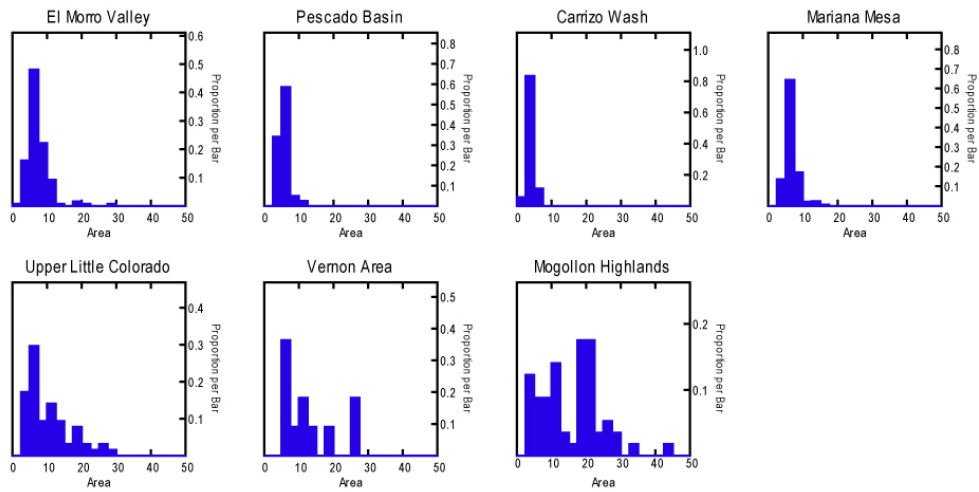 El Morro Valley
0.6
0.5
0.4
0.3
0.2
0.1
Proportion per Bar
0 10 20 30 40 50
Area
Pescado Basin
0.8
0.7
0.6
0.5
0.4
0.3
0.2
0.1
Proportion per Bar
0 10 20 30 40 50
Area
Carrizo Wash
1.0
0.8
0.6
0.4
0.2
Proportion per Bar
0 10 20 30 40 50
Area
Mariana Mesa
0.8
0.7
0.6
0.5
0.4
0.3
0.2
0.1
Proportion per Bar
0 10 20 30 40 50
Area
Upper Little Colorado
0.4
0.3
0.2
0.1
Proportion per Bar
0 10 20 30 40 50
Area
Vernon Area
0.5
0.4
0.3
0.2
0.1
Proportion per Bar
0 10 20 30 40 50
Area
Mogollon Highlands
0.2
0.1
Proportion per Bar
0 10 20 30 40 50
Area